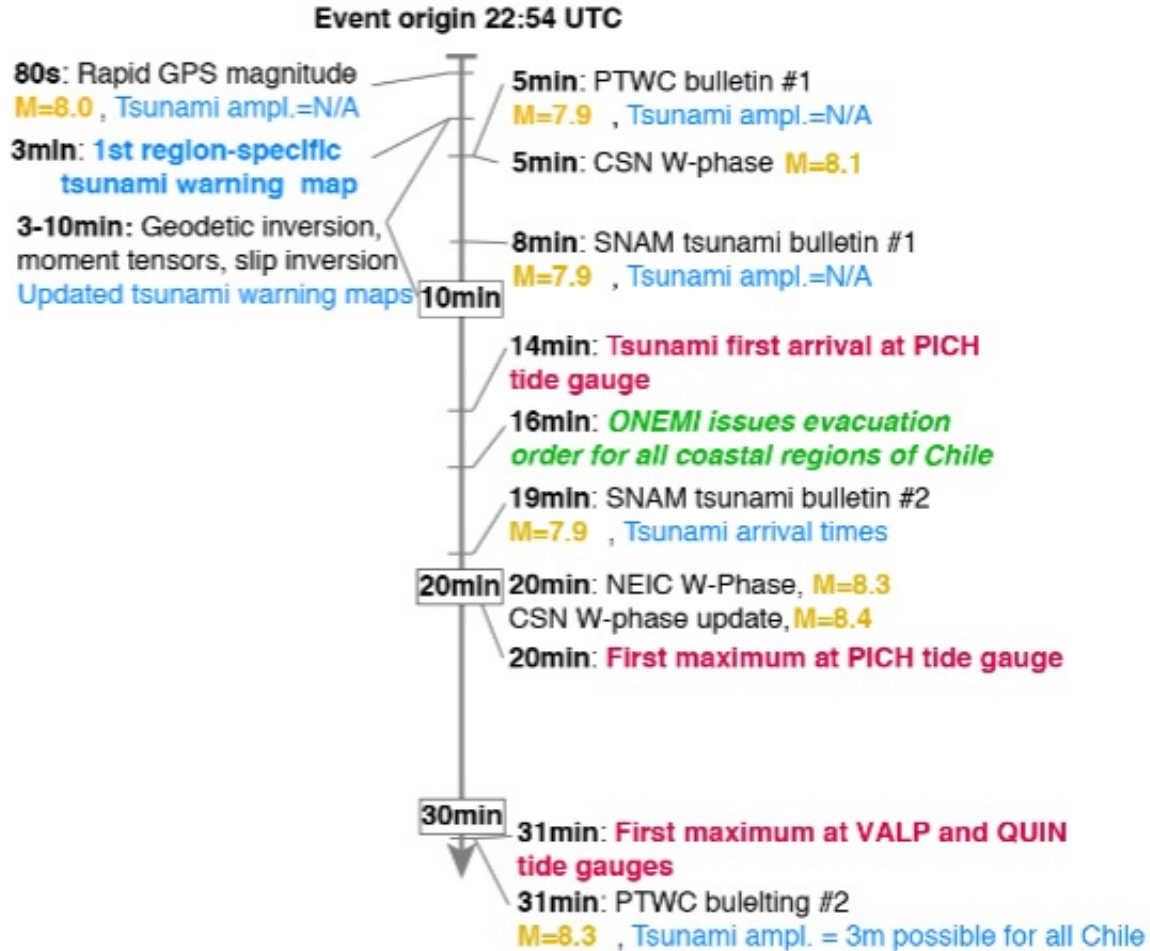 Event origin 22:54 UTC
80s: Rapid GPS magnitude
M=8.0 , Tsunami ampl.=N/A
3min: 1st region-specific
tsunami warning map
3-10min: Geodetic inversion,
moment tensors, slip inversion
Updated tsunami warning maps
5min: PTWC bulletin #1
M=7.9 , Tsunami ampl.=N/A
5min: CSN W-phase M=8.1
8min: SNAM tsunami bulletin #1
M=7.9 , Tsunami ampl.=N/A
10min
14min: Tsunami first arrival at PICH
tide gauge
16min: ONEMI issues evacuation
order for all coastal regions of Chile
19min: SNAM tsunami bulletin #2
M=7.9 , Tsunami arrival times
20min
20min: NEIC W-Phase, M=8.3
CSN W-phase update, M=8.4
20min: First maximum at PICH tide gauge
30min
31min: First maximum at VALP and QUIN
tide gauges
31min: PTWC bulelting #2
M=8.3 , Tsunami ampl. = 3m possible for all Chile